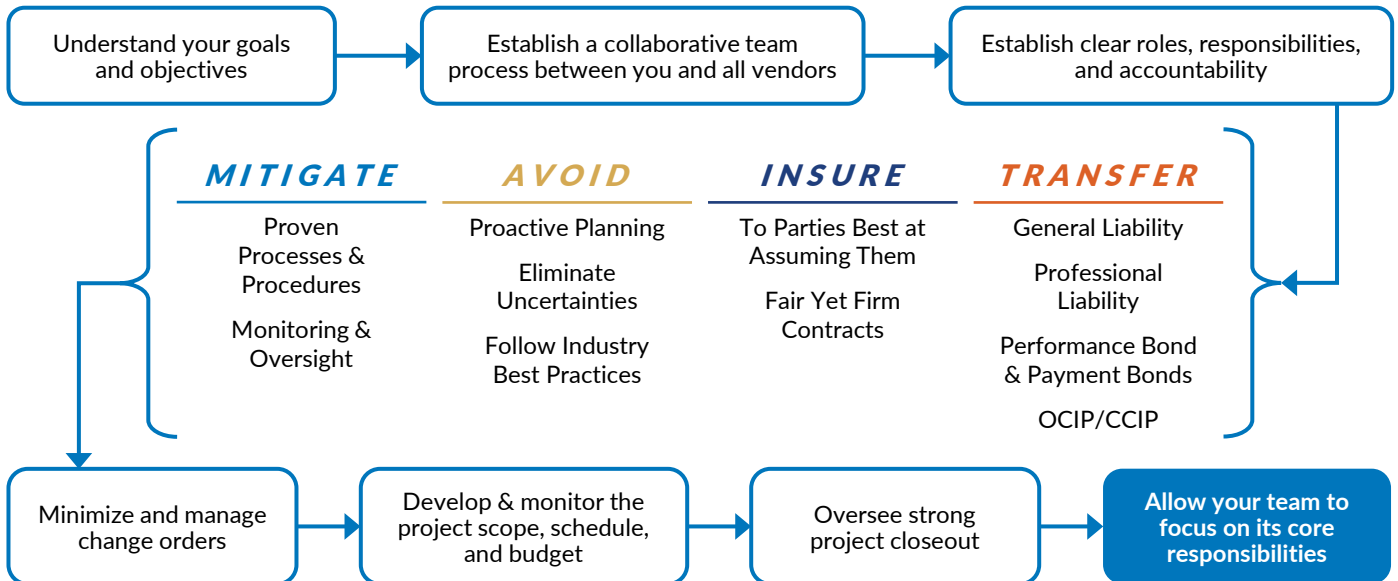 Understand your goals
and objectives
Establish a collaborative team
process between you and all vendors
Establish clear roles, responsibilities,
and accountability
MITIGATE
Proven
Processes &
Procedures
Monitoring &
Oversight
AVOID
Proactive Planning
Eliminate
Uncertainties
Follow Industry
Best Practices
INSURE
To Parties Best at
Assuming Them
Fair Yet Firm
Contracts
TRANSFER
General Liability
Professional
Liability
Performance Bond
& Payment Bonds
OCIP/CCIP
Minimize and manage
change orders
Develop & monitor the
project scope, schedule,
and budget
Oversee strong
project closeout
Allow your team to
focus on its core
responsibilities